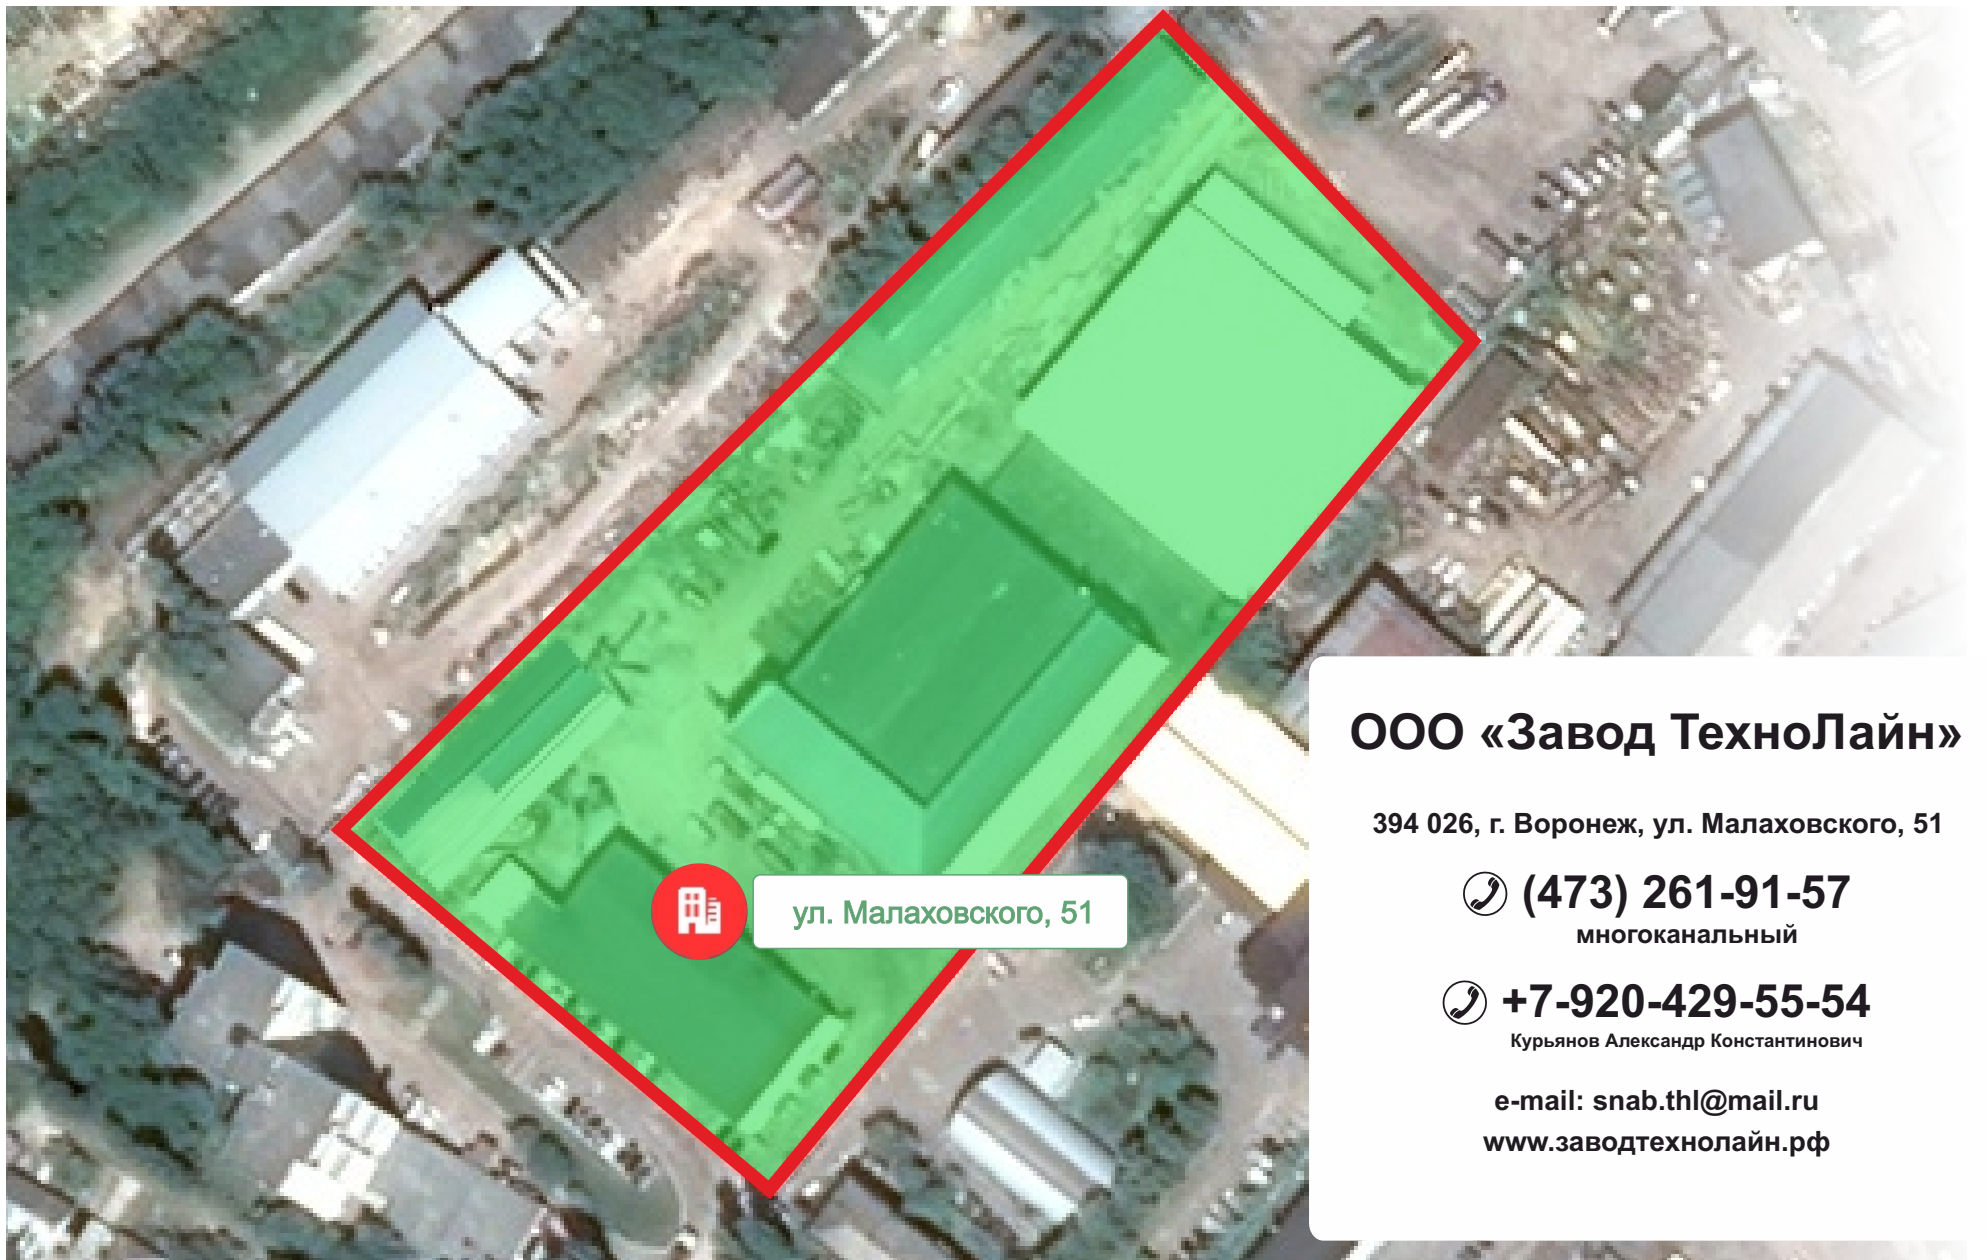 ул. Малаховского, 51
ООО «Завод ТехноЛайн»
394 026, г. Воронеж, ул. Малаховского, 51
(473) 261-91-57
многоканальный
+7-920-429-55-54
Курьянов Александр Константинович
e-mail: snab.thl@mail.ru
www.заводтехнолайн.рф